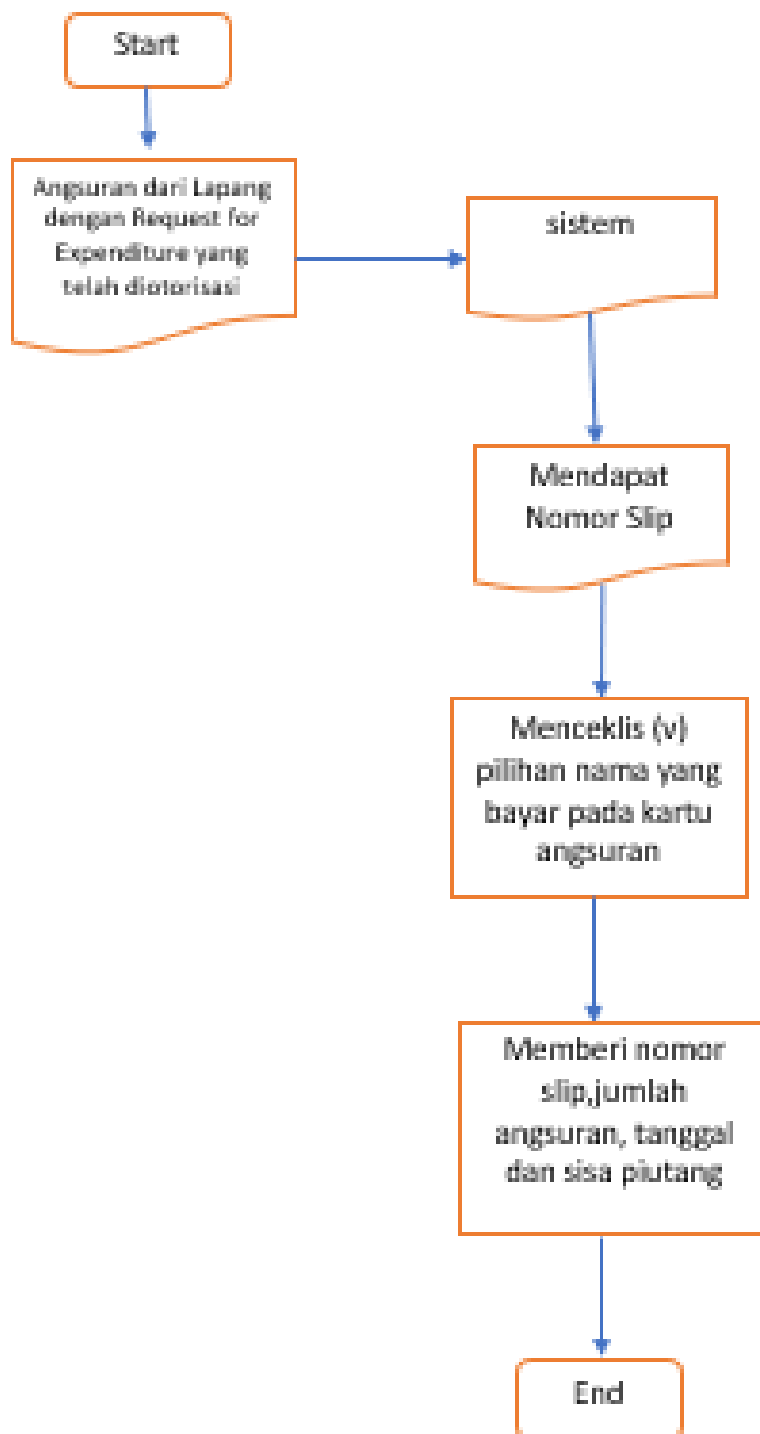 Start
Angsuran dari Lapang
dengan Request for
Expenditure yang
telah diotorisasi
sistem
Mendapat
Nomor Slip
Menceklis (v)
pilihan nama yang
bayar pada kartu
angsuran
Memberi nomor
slip,jumlah
angsuran, tanggal
dan sisa piutang
End